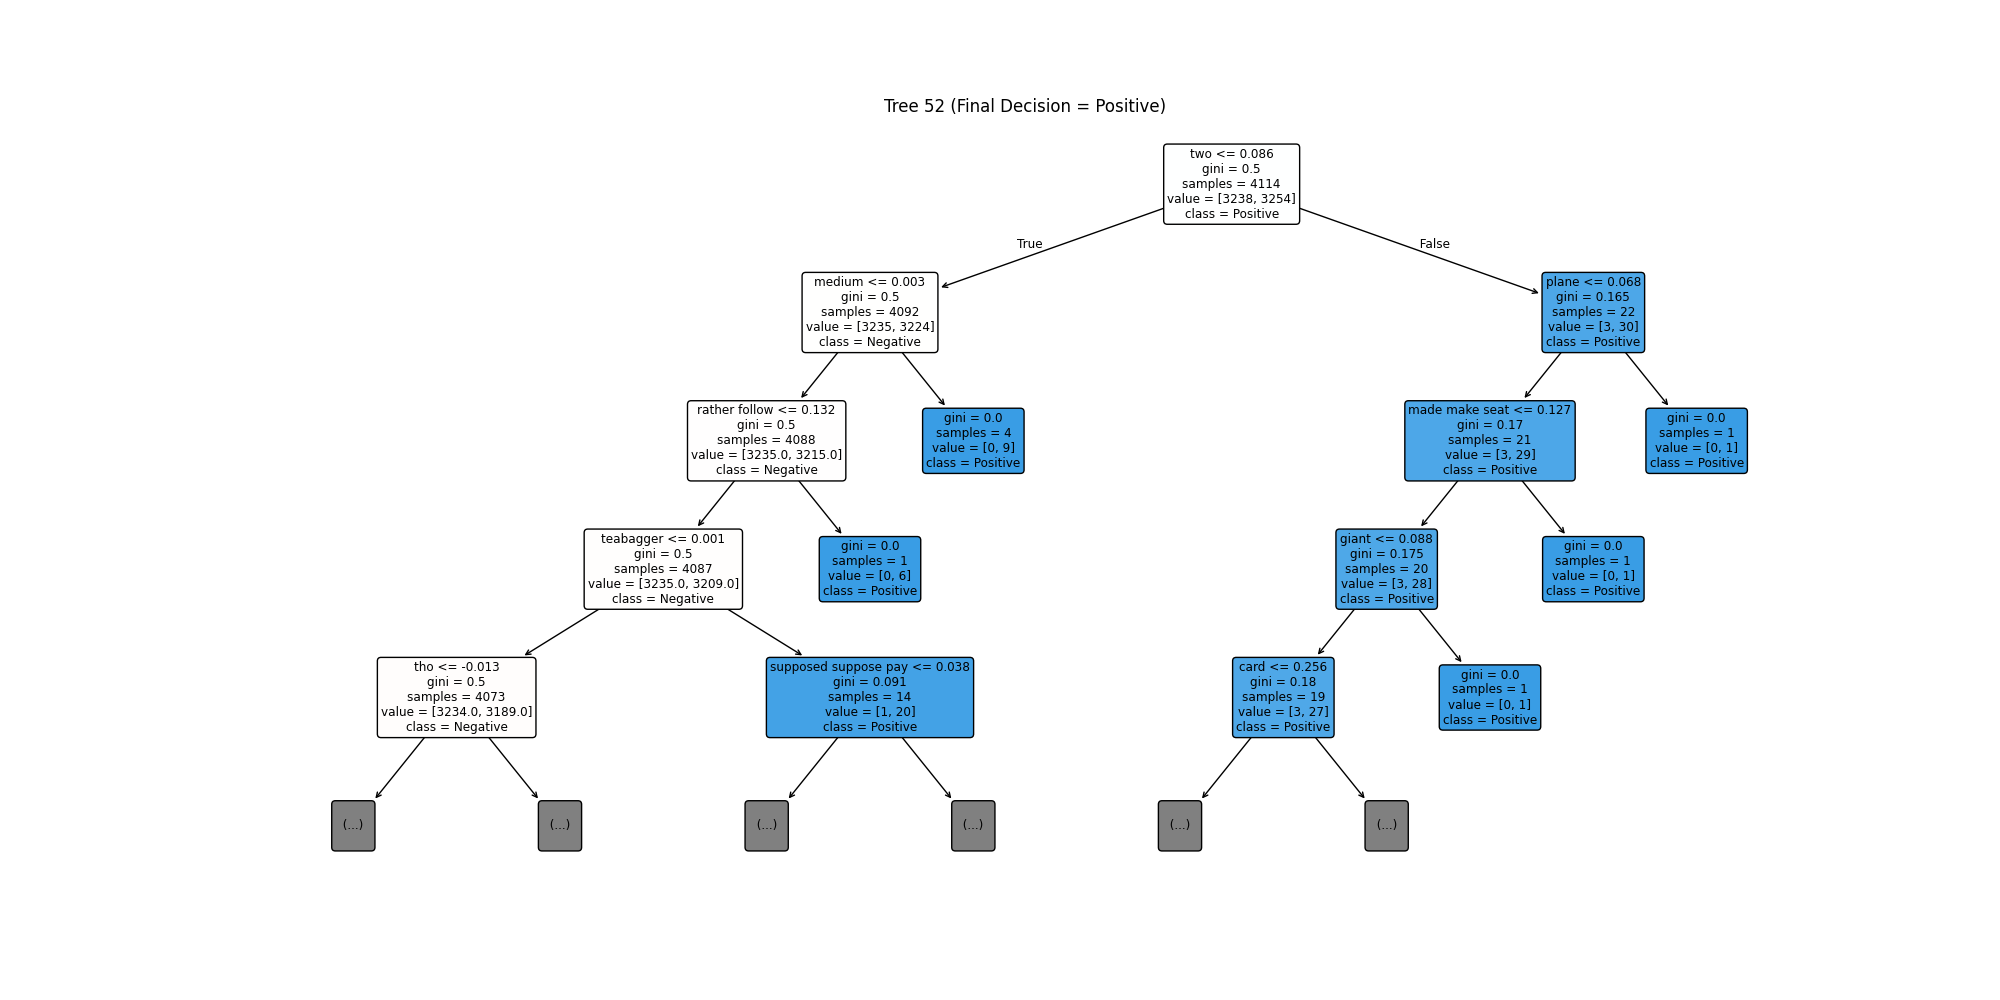 Tree 52 (Final Decision = Positive)
two <= 0.086
gini = 0.5
samples = 4114
value = [3238, 3254]
class = Positive
True
False
medium <= 0.003
gini = 0.5
samples = 4092
value = [3235, 3224]
class = Negative
plane <= 0.068
gini = 0.165
samples = 22
value = [3, 30]
class = Positive
rather follow <= 0.132
gini = 0.5
samples = 4088
value = [3235.0, 3215.0]
class = Negative
gini = 0.0
samples = 4
value = [0, 9]
class = Positive
made make seat <= 0.127
gini = 0.17
samples = 21
value = [3, 29]
class = Positive
gini = 0.0
samples = 1
value = [0, 1]
class = Positive
teabagger <= 0.001
gini = 0.5
samples = 4087
value = [3235.0, 3209.0]
class = Negative
gini = 0.0
samples = 1
value = [0, 6]
class = Positive
giant <= 0.088
gini = 0.175
samples = 20
value = [3, 28]
class = Positive
gini = 0.0
samples = 1
value = [0, 1]
class = Positive
tho <= -0.013
gini = 0.5
samples = 4073
value = [3234.0, 3189.0]
class = Negative
supposed suppose pay <= 0.038
gini = 0.091
samples = 14
value = [1, 20]
class = Positive
card <= 0.256
gini = 0.18
samples = 19
value = [3, 27]
class = Positive
gini = 0.0
samples = 1
value = [0, 1]
class = Positive
(...)
(...)
(...)
(...)
(...)
(...)